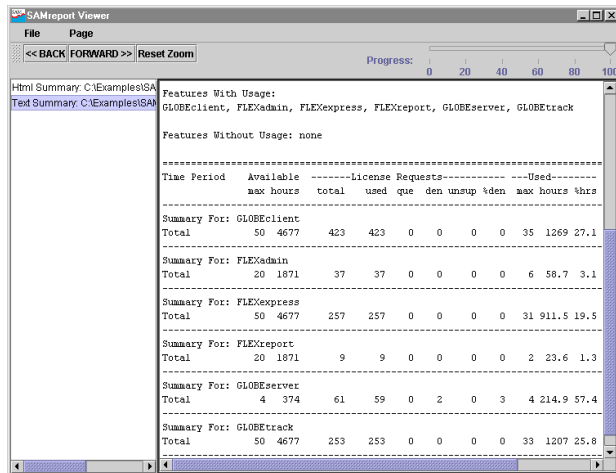 SAMreport Viewer
File Page
<< BACK FORWARD >> Reset Zoom
Progress:
0 20 40 60 80 100
Html Summary: C:\Examples\SA
Text Summary: C:\Examples\SAM
Features With Usage:
GLOBEclient, FLEXadmin, FLEXexpress, FLEXreport, GLOBEserver, GLOBEtrack
Features Without Usage: none
================================================================================
Time Period Available -------License Requests----------- ---Used--------
max hours total used que den unsup %den max hours %hrs
--------------------------------------------------------------------------------
Summary For: GLOBEclient
Total 50 4677 423 423 0 0 0 0 35 1269 27.1
--------------------------------------------------------------------------------
Summary For: FLEXadmin
Total 20 1871 37 37 0 0 0 0 6 58.7 3.1
--------------------------------------------------------------------------------
Summary For: FLEXexpress
Total 50 4677 257 257 0 0 0 0 31 911.5 19.5
--------------------------------------------------------------------------------
Summary For: FLEXreport
Total 20 1871 9 9 0 0 0 0 2 23.6 1.3
--------------------------------------------------------------------------------
Summary For: GLOBEserver
Total 4 374 61 59 0 2 0 3 4 214.9 57.4
--------------------------------------------------------------------------------
Summary For: GLOBEtrack
Total 50 4677 253 253 0 0 0 0 33 1207 25.8
--------------------------------------------------------------------------------